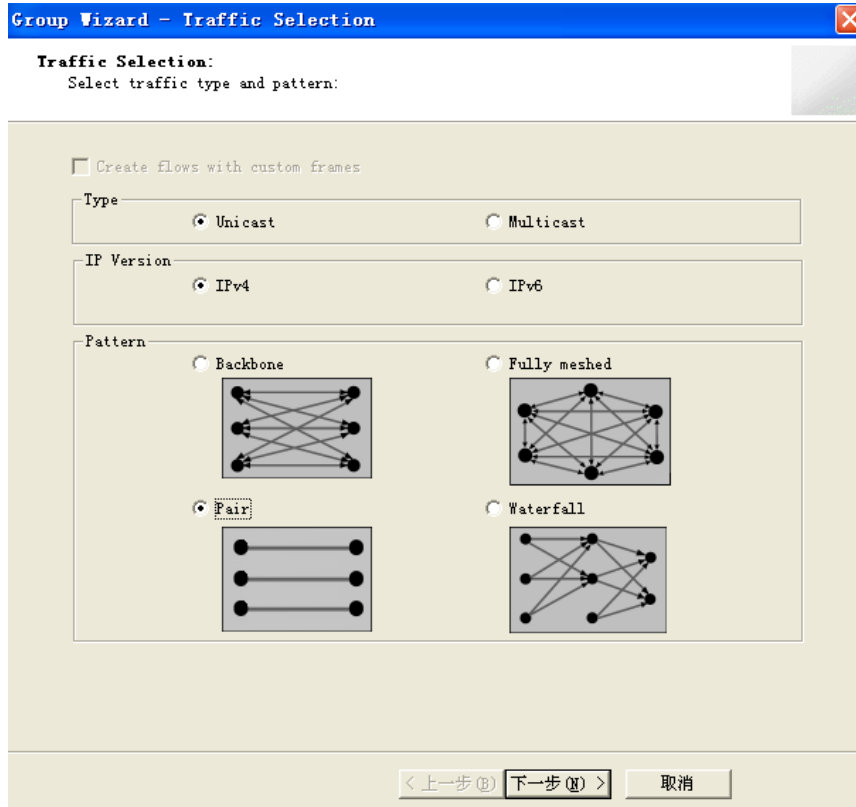 Group Wizard - Traffic Selection
Traffic Selection:
Select traffic type and pattern:
Create flows with custom frames
Type
Unicast Multicast
IP Version
IPv4 IPv6
Pattern
Backbone Fully meshed
Pair Waterfall
< 上一步(B) 下一步(N) > 取消